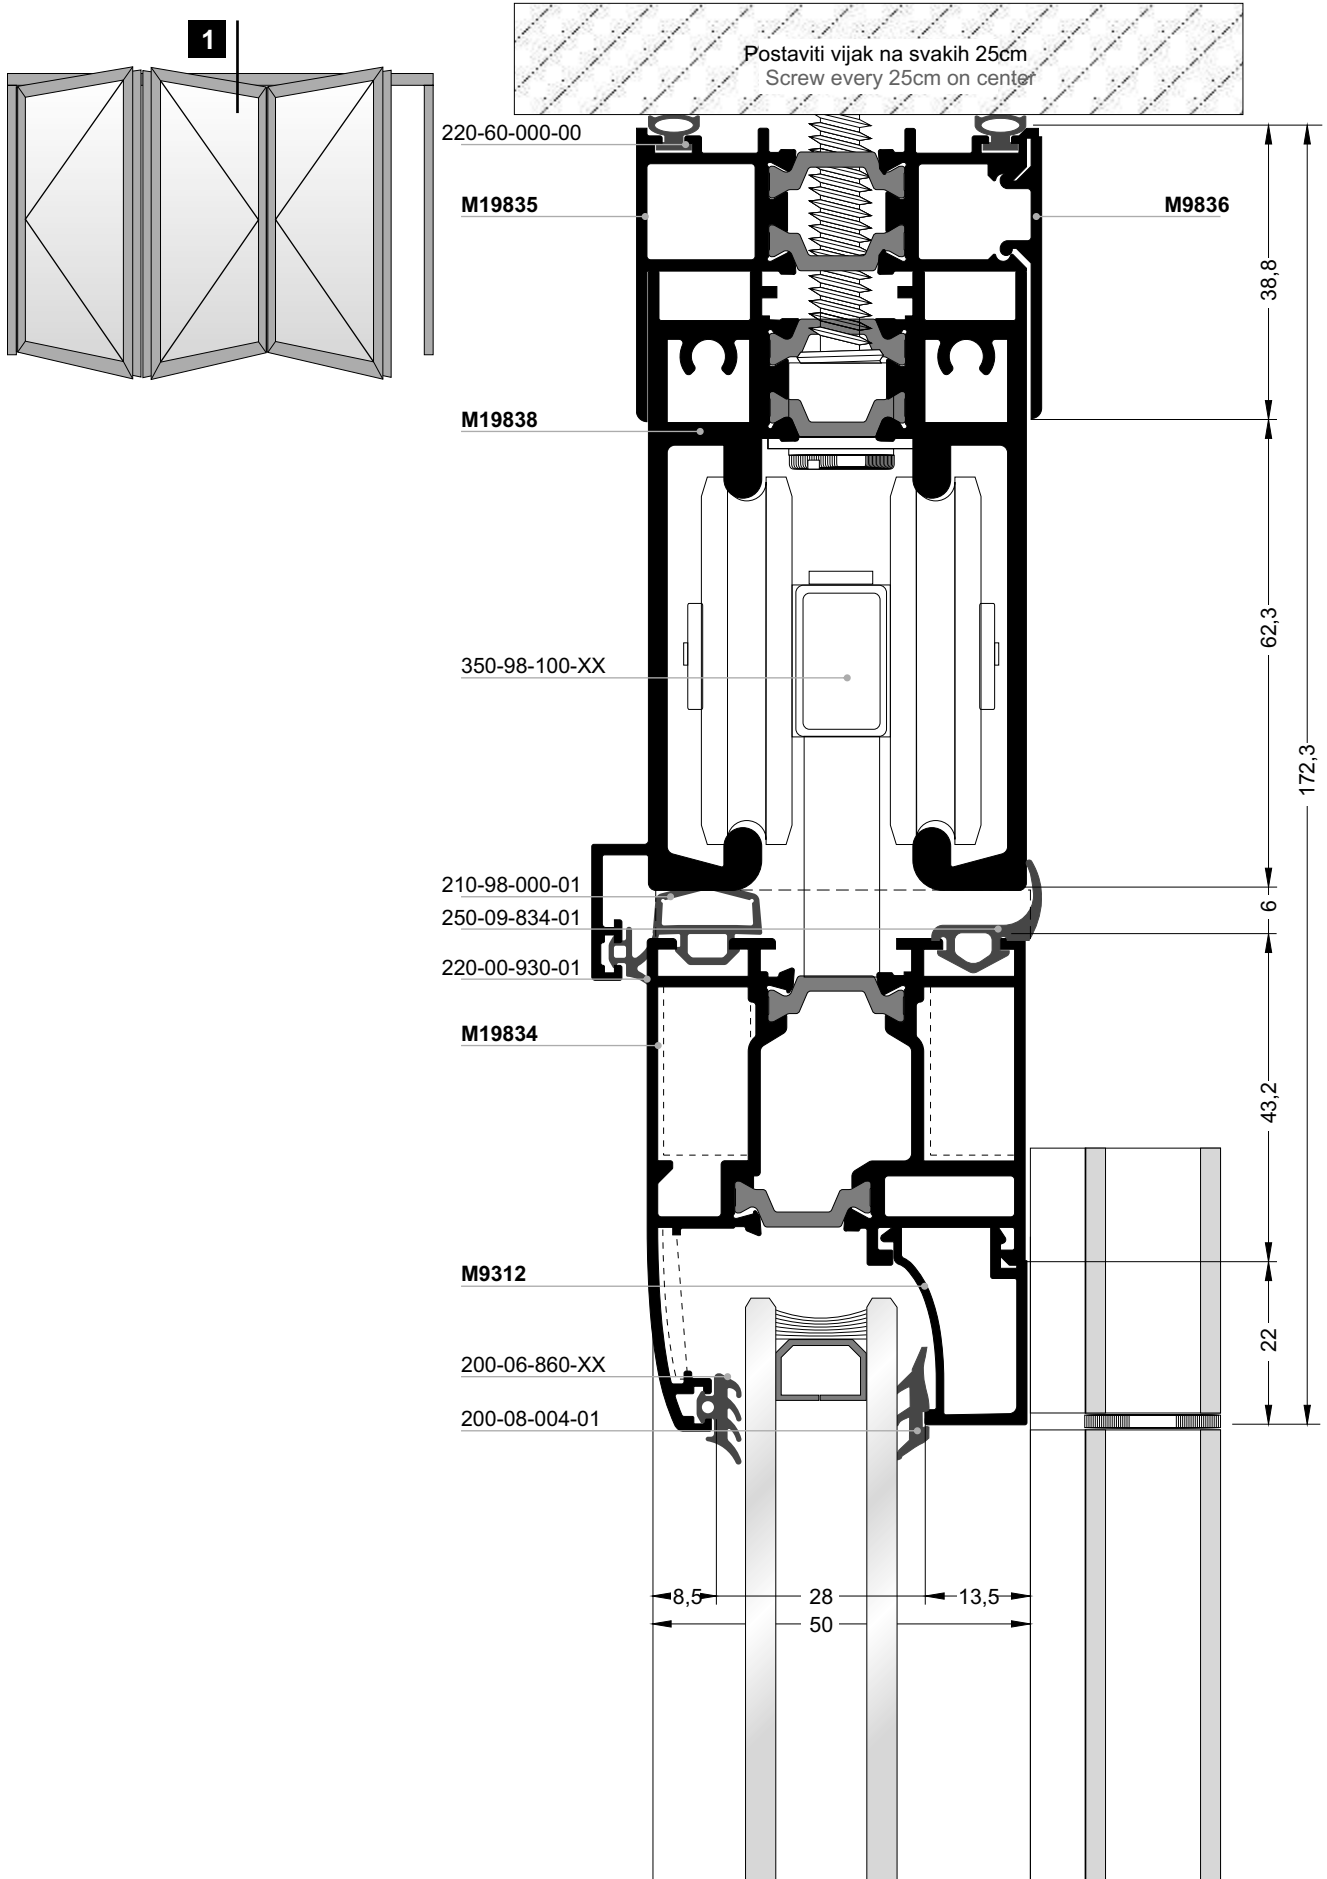 1
Postaviti vijak na svakih 25cm
Screw every 25cm on center
220-60-000-00
M19835
M9836
38,8
M19838
62,3
350-98-100-XX
172,3
210-98-000-01
6
250-09-834-01
220-00-930-01
M19834
43,2
M9312
22
200-06-860-XX
200-08-004-01
8,5
28
13,5
50